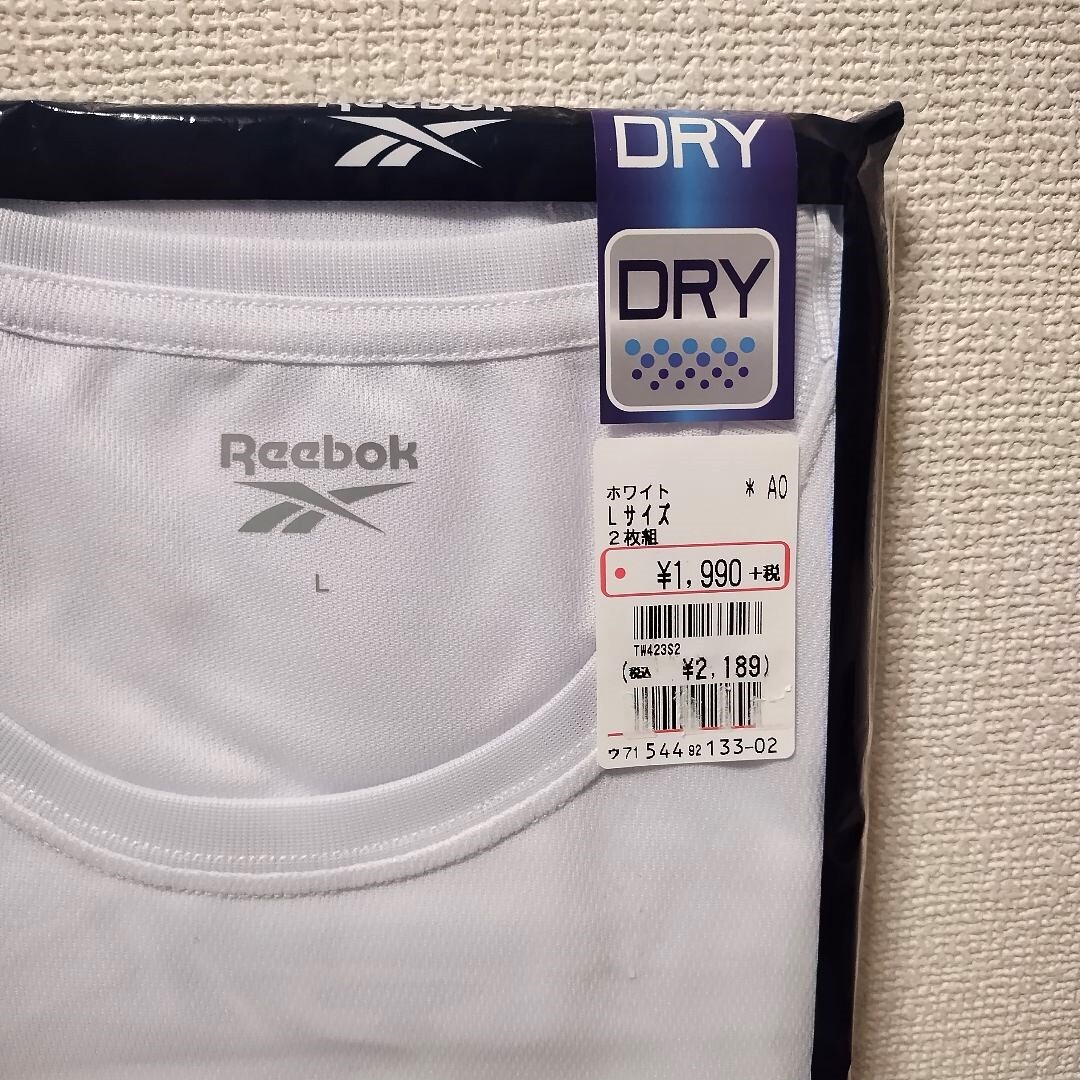 Reebok
DRY
DRY
Reebok
L
ホワイト * A0
Lサイズ
2枚組
¥1,990+税
TW423S2
(税込 ¥2,189)
ウ71 544 92 133-02